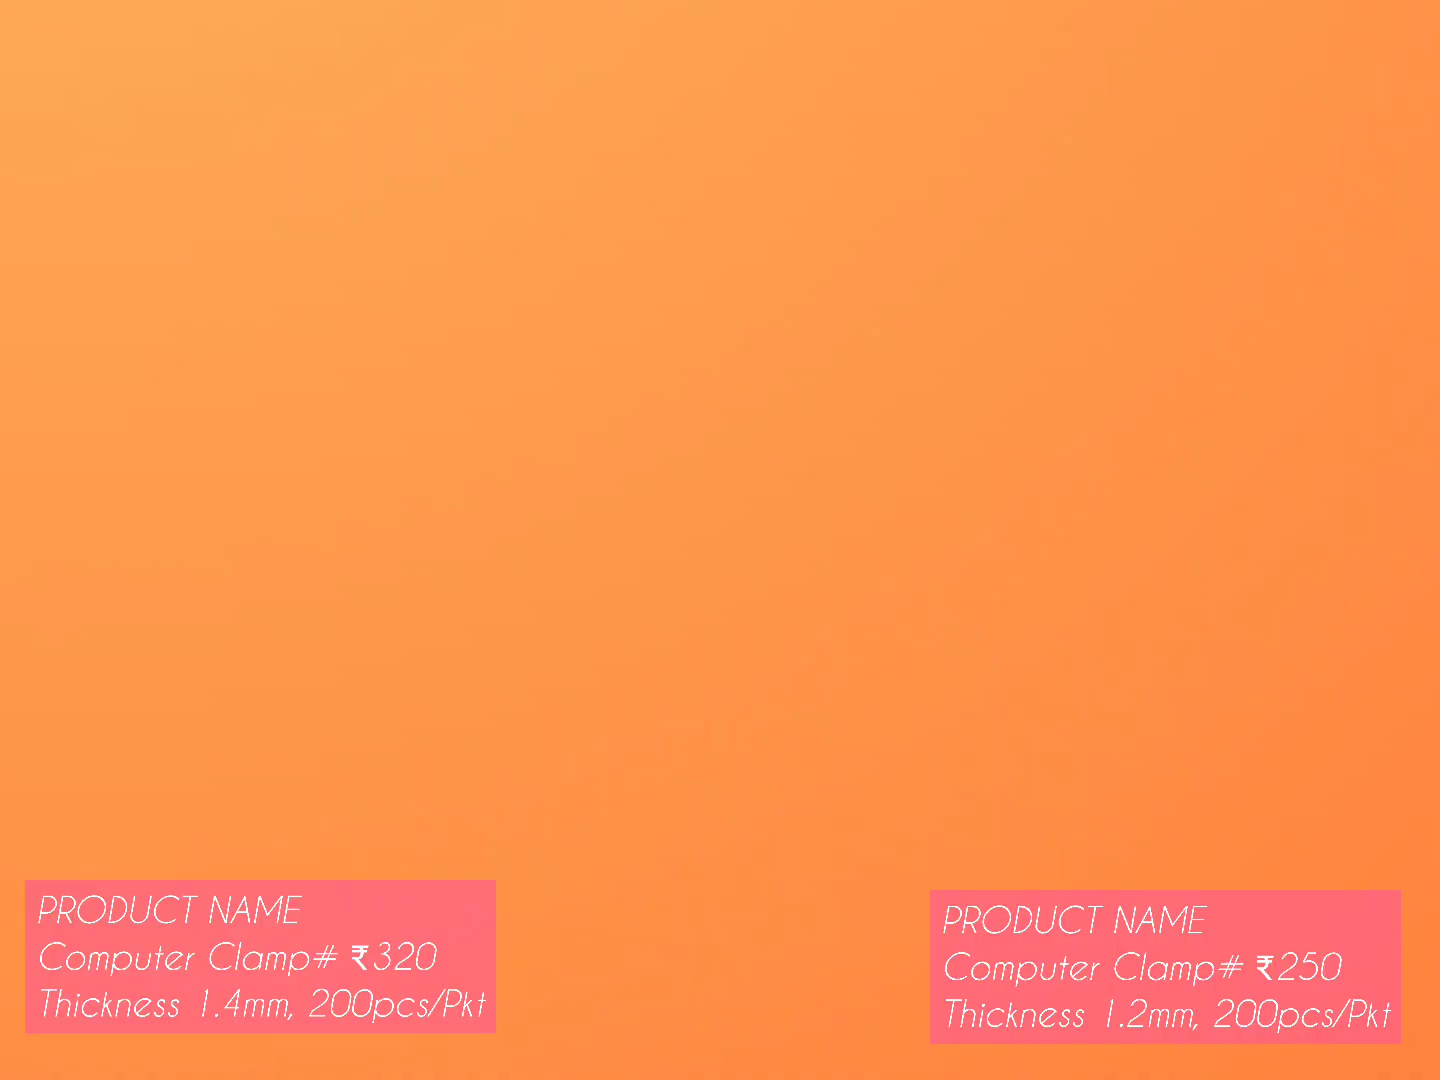 PRODUCT NAME
Computer Clamp# ₹320
Thickness 1.4mm, 200pcs/Pkt
PRODUCT NAME
Computer Clamp# ₹250
Thickness 1.2mm, 200pcs/Pkt